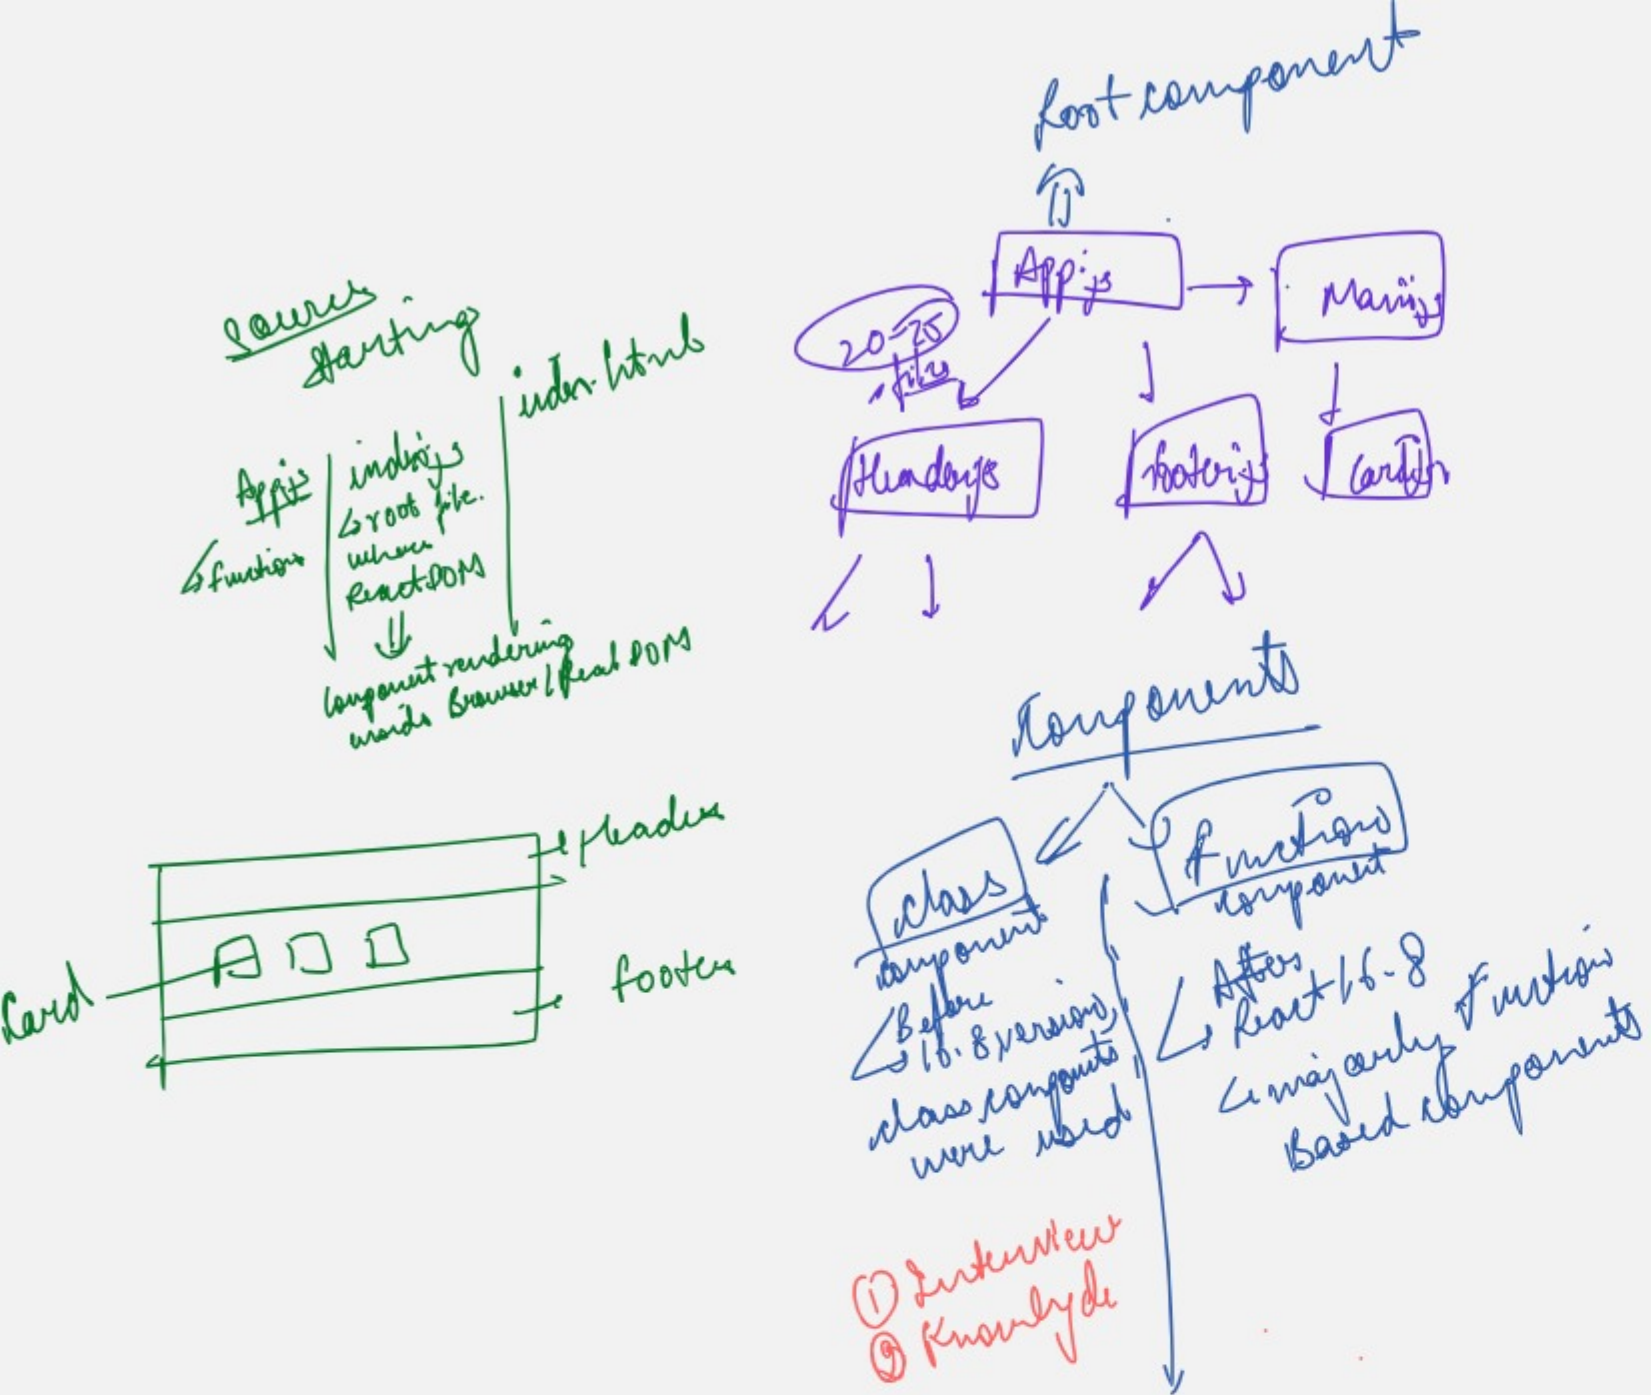 source
starting
index.html
App.js
↳ function
index.js
↳ root file
where
ReactDOM
⇓
Component rendering
inside Browser / Real DOM
Header
Card
footer
Root component
⇑
App.js → Main.js
20-25
files
Header.js
footer.js
Card.js
Components
class
component
↳ Before
16.8 version,
class components
were used
function
component
↳ After
React 16.8
↳ majorly function
Based components
① Interview
② Knowlyde